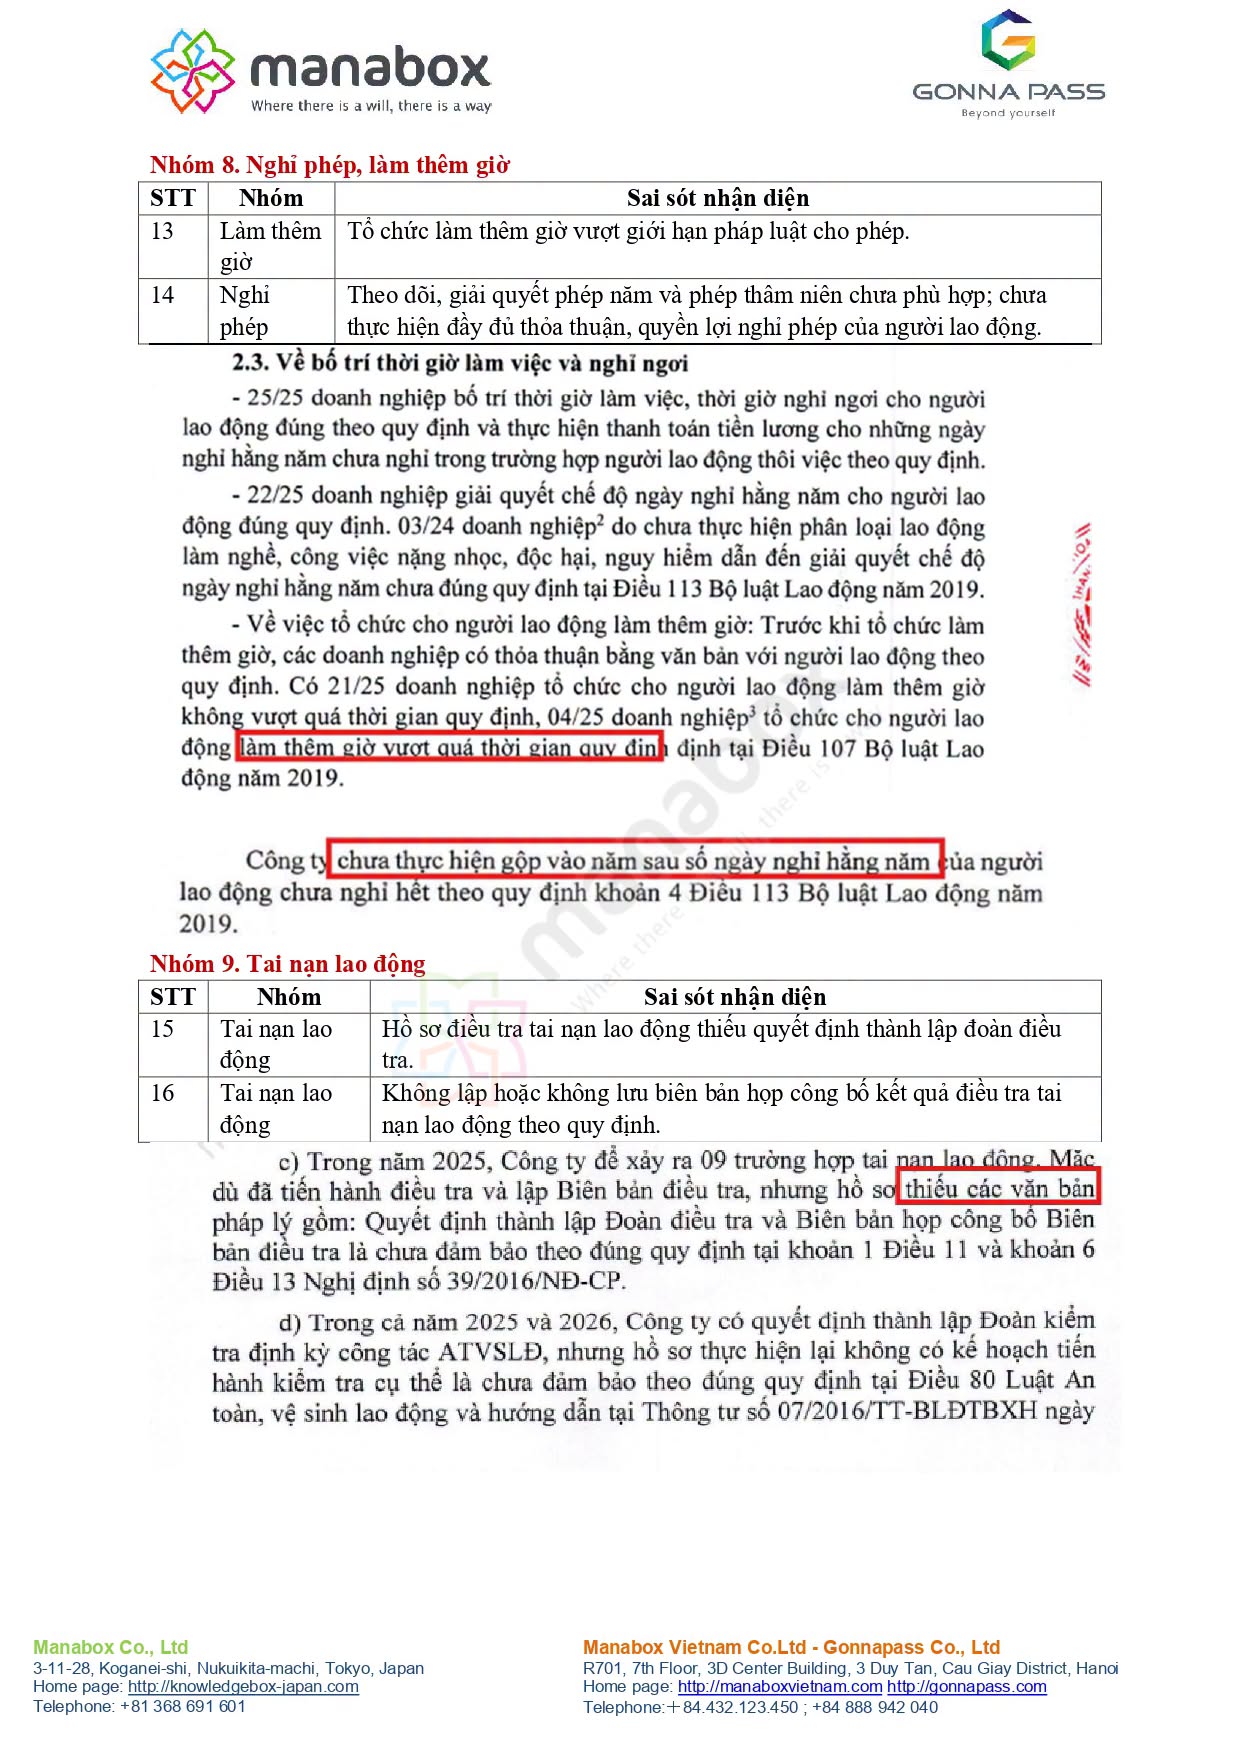 manabox
Where there is a will, there is a way
GONNA PASS
Beyond yourself
Nhóm 8. Nghỉ phép, làm thêm giờ
STT Nhóm Sai sót nhận diện
13 Làm thêm giờ Tổ chức làm thêm giờ vượt giới hạn pháp luật cho phép.
14 Nghỉ phép Theo dõi, giải quyết phép năm và phép thâm niên chưa phù hợp; chưa
thực hiện đầy đủ thỏa thuận, quyền lợi nghỉ phép của người lao động.
2.3. Về bố trí thời giờ làm việc và nghỉ ngơi
- 25/25 doanh nghiệp bố trí thời giờ làm việc, thời giờ nghỉ ngơi cho người
lao động đúng theo quy định và thực hiện thanh toán tiền lương cho những ngày
nghỉ hằng năm chưa nghỉ trong trường hợp người lao động thôi việc theo quy định.
- 22/25 doanh nghiệp giải quyết chế độ ngày nghỉ hằng năm cho người lao
động đúng quy định. 03/24 doanh nghiệp² do chưa thực hiện phân loại lao động
làm nghề, công việc nặng nhọc, độc hại, nguy hiểm dẫn đến giải quyết chế độ
ngày nghỉ hằng năm chưa đúng quy định tại Điều 113 Bộ luật Lao động năm 2019.
- Về việc tổ chức cho người lao động làm thêm giờ: Trước khi tổ chức làm
thêm giờ, các doanh nghiệp có thỏa thuận bằng văn bản với người lao động theo
quy định. Có 21/25 doanh nghiệp tổ chức cho người lao động làm thêm giờ
không vượt quá thời gian quy định, 04/25 doanh nghiệp³ tổ chức cho người lao
động làm thêm giờ vượt quá thời gian quy định định tại Điều 107 Bộ luật Lao
động năm 2019.
Công ty chưa thực hiện gộp vào năm sau số ngày nghỉ hằng năm của người
lao động chưa nghỉ hết theo quy định khoản 4 Điều 113 Bộ luật Lao động năm
2019.
Nhóm 9. Tai nạn lao động
STT Nhóm Sai sót nhận diện
15 Tai nạn lao động Hồ sơ điều tra tai nạn lao động thiếu quyết định thành lập đoàn điều
tra.
16 Tai nạn lao động Không lập hoặc không lưu biên bản họp công bố kết quả điều tra tai
nạn lao động theo quy định.
c) Trong năm 2025, Công ty để xảy ra 09 trường hợp tai nạn lao động. Mặc
dù đã tiến hành điều tra và lập Biên bản điều tra, nhưng hồ sơ thiếu các văn bản
pháp lý gồm: Quyết định thành lập Đoàn điều tra và Biên bản họp công bố Biên
bản điều tra là chưa đảm bảo theo đúng quy định tại khoản 1 Điều 11 và khoản 6
Điều 13 Nghị định số 39/2016/NĐ-CP.
d) Trong cả năm 2025 và 2026, Công ty có quyết định thành lập Đoàn kiểm
tra định kỳ công tác ATVSLĐ, nhưng hồ sơ thực hiện lại không có kế hoạch tiến
hành kiểm tra cụ thể là chưa đảm bảo theo đúng quy định tại Điều 80 Luật An
toàn, vệ sinh lao động và hướng dẫn tại Thông tư số 07/2016/TT-BLĐTBXH ngày
Manabox Co., Ltd
3-11-28, Koganei-shi, Nukuikita-machi, Tokyo, Japan
Home page: http://knowledgebox-japan.com
Telephone: +81 368 691 601
Manabox Vietnam Co.Ltd - Gonnapass Co., Ltd
R701, 7th Floor, 3D Center Building, 3 Duy Tan, Cau Giay District, Hanoi
Home page: http://manaboxvietnam.com http://gonnapass.com
Telephone:＋84.432.123.450 ; +84 888 942 040